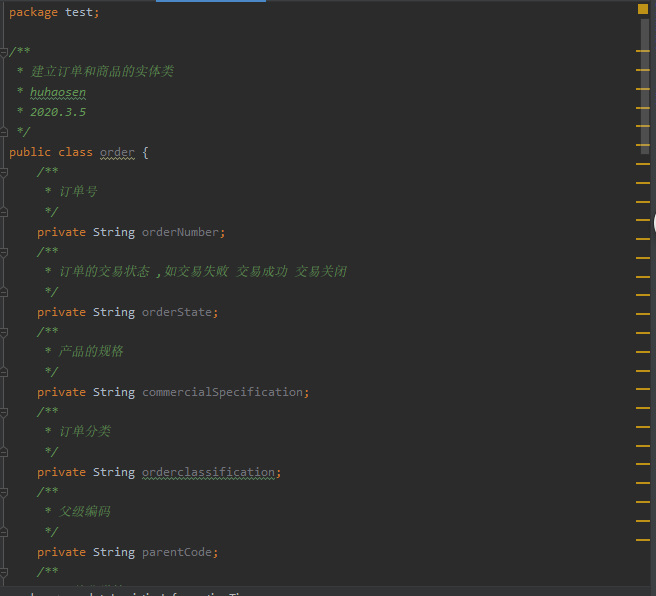 package test;
/**
* 建立订单和商品的实体类
* huhaosen
* 2020.3.5
*/
public class order {
/**
* 订单号
*/
private String orderNumber;
/**
* 订单的交易状态 ,如交易失败 交易成功 交易关闭
*/
private String orderState;
/**
* 产品的规格
*/
private String commercialSpecification;
/**
* 订单分类
*/
private String orderclassification;
/**
* 父级编码
*/
private String parentCode;
/**